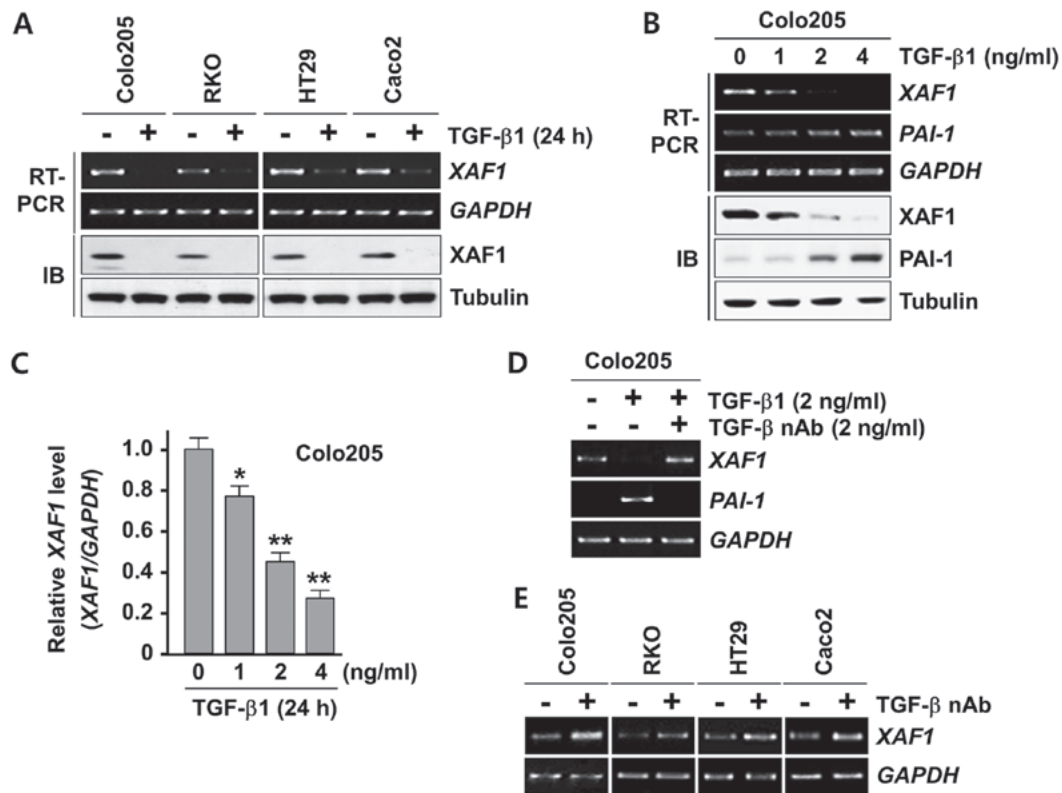 A
Colo205 RKO HT29 Caco2
- + - + - + - + TGF-β1 (24 h)
RT-PCR
XAF1
GAPDH
IB
XAF1
Tubulin
B
Colo205
0 1 2 4 TGF-β1 (ng/ml)
RT-PCR
XAF1
PAI-1
GAPDH
IB
XAF1
PAI-1
Tubulin
C
Relative XAF1 level
(XAF1/GAPDH)
Colo205
1.0
0.8
0.6
0.4
0.2
0
* ** **
0 1 2 4 (ng/ml)
TGF-β1 (24 h)
D
Colo205
- + + TGF-β1 (2 ng/ml)
- - + TGF-β nAb (2 ng/ml)
XAF1
PAI-1
GAPDH
E
Colo205 RKO HT29 Caco2
- + - + - + - + TGF-β nAb
XAF1
GAPDH